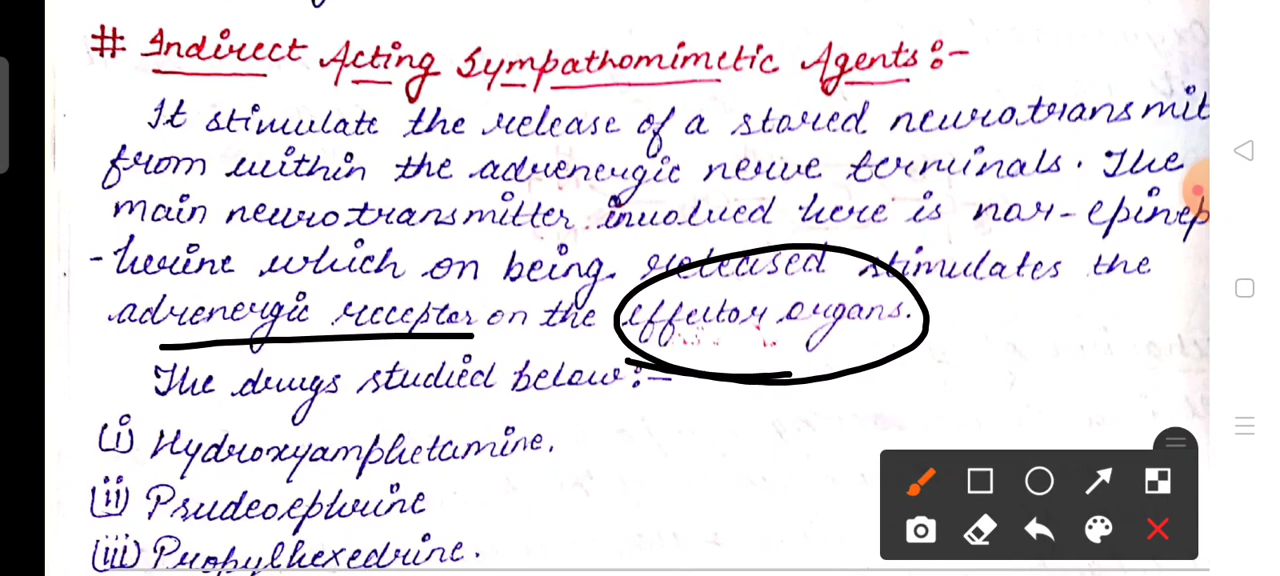 # Indirect Acting Sympathomimetic Agents :-
It stimulate the release of a stored neurotransmit
from within the adrenergic nerve terminals. The
main neurotransmitter involved here is nor-epinep
-herine which on being released stimulates the
adrenergic receptor on the effector organs.
The drugs studied below :-
(i) Hydroxyamphetamine.
(ii) Psudeoephrine
(iii) Prophylhexedrine.